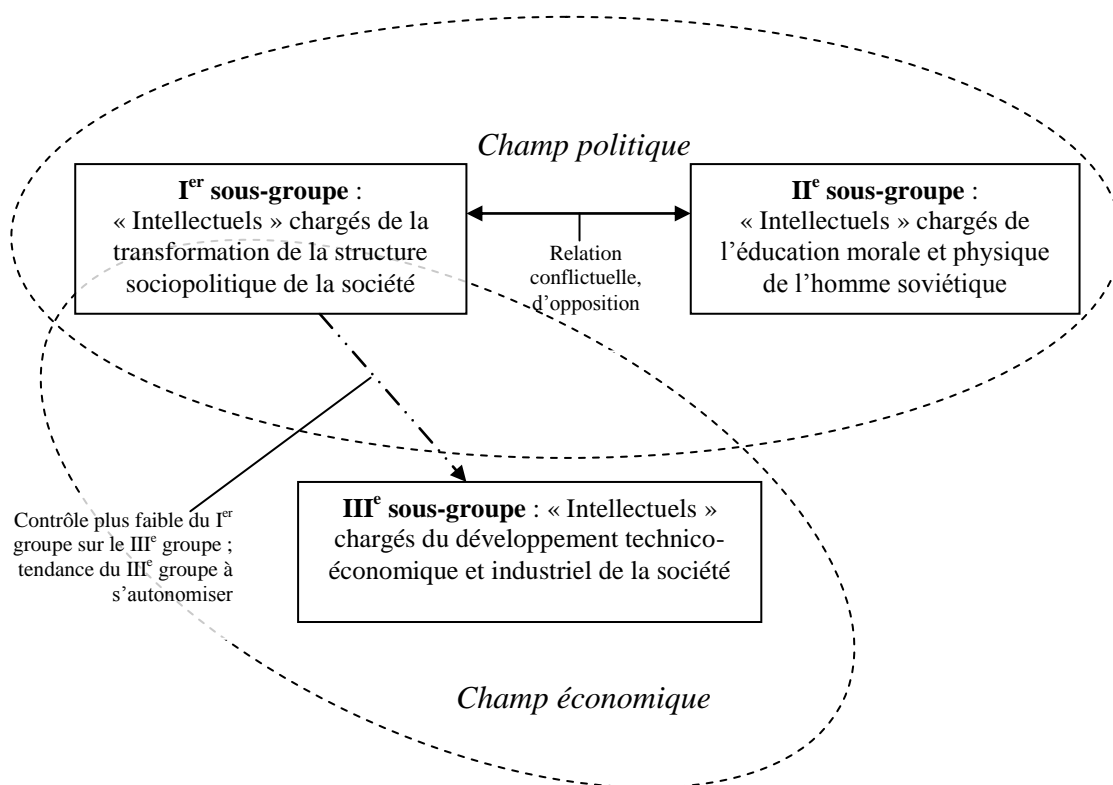 Champ politique
Ier sous-groupe :
« Intellectuels » chargés de la
transformation de la structure
sociopolitique de la société
IIe sous-groupe :
« Intellectuels » chargés de
l’éducation morale et physique
de l’homme soviétique
Relation
conflictuelle,
d’opposition
Contrôle plus faible du Ier
groupe sur le IIIe groupe ;
tendance du IIIe groupe à
s’autonomiser
IIIe sous-groupe : « Intellectuels »
chargés du développement technico-
économique et industriel de la société
Champ économique